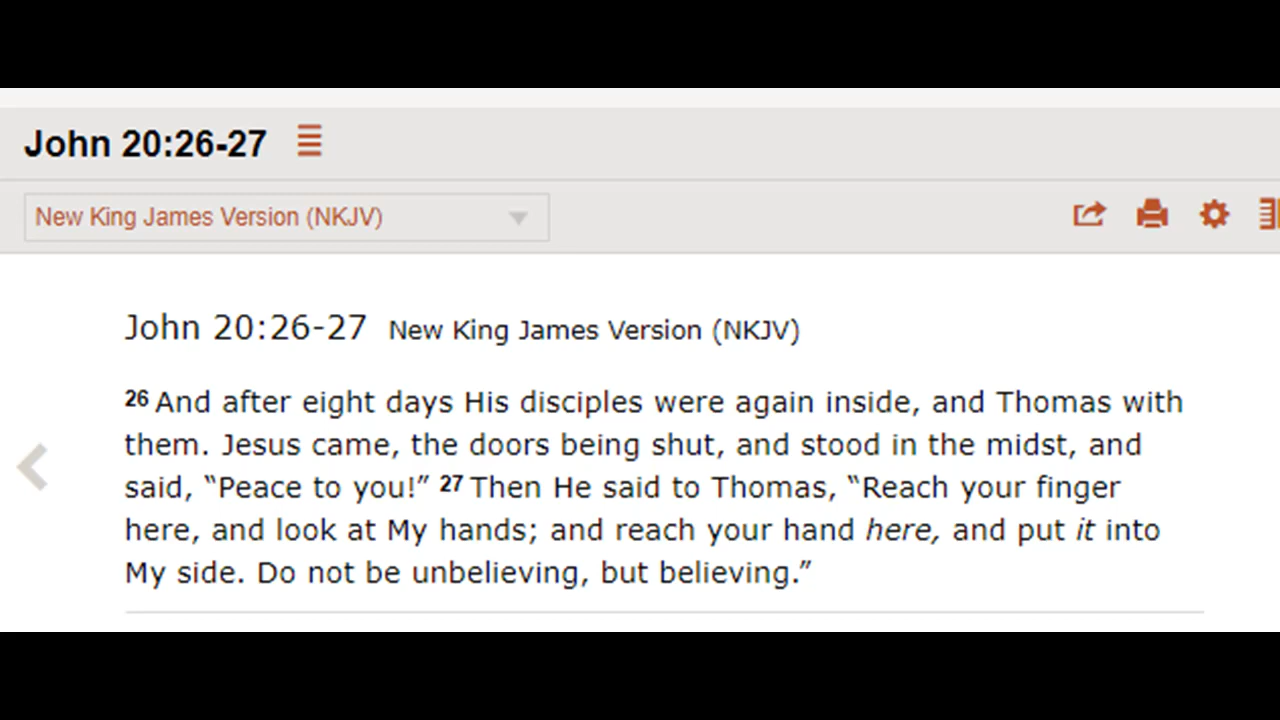 John 20:26-27
New King James Version (NKJV)
John 20:26-27 New King James Version (NKJV)
26 And after eight days His disciples were again inside, and Thomas with
them. Jesus came, the doors being shut, and stood in the midst, and
said, “Peace to you!” 27 Then He said to Thomas, “Reach your finger
here, and look at My hands; and reach your hand here, and put it into
My side. Do not be unbelieving, but believing.”